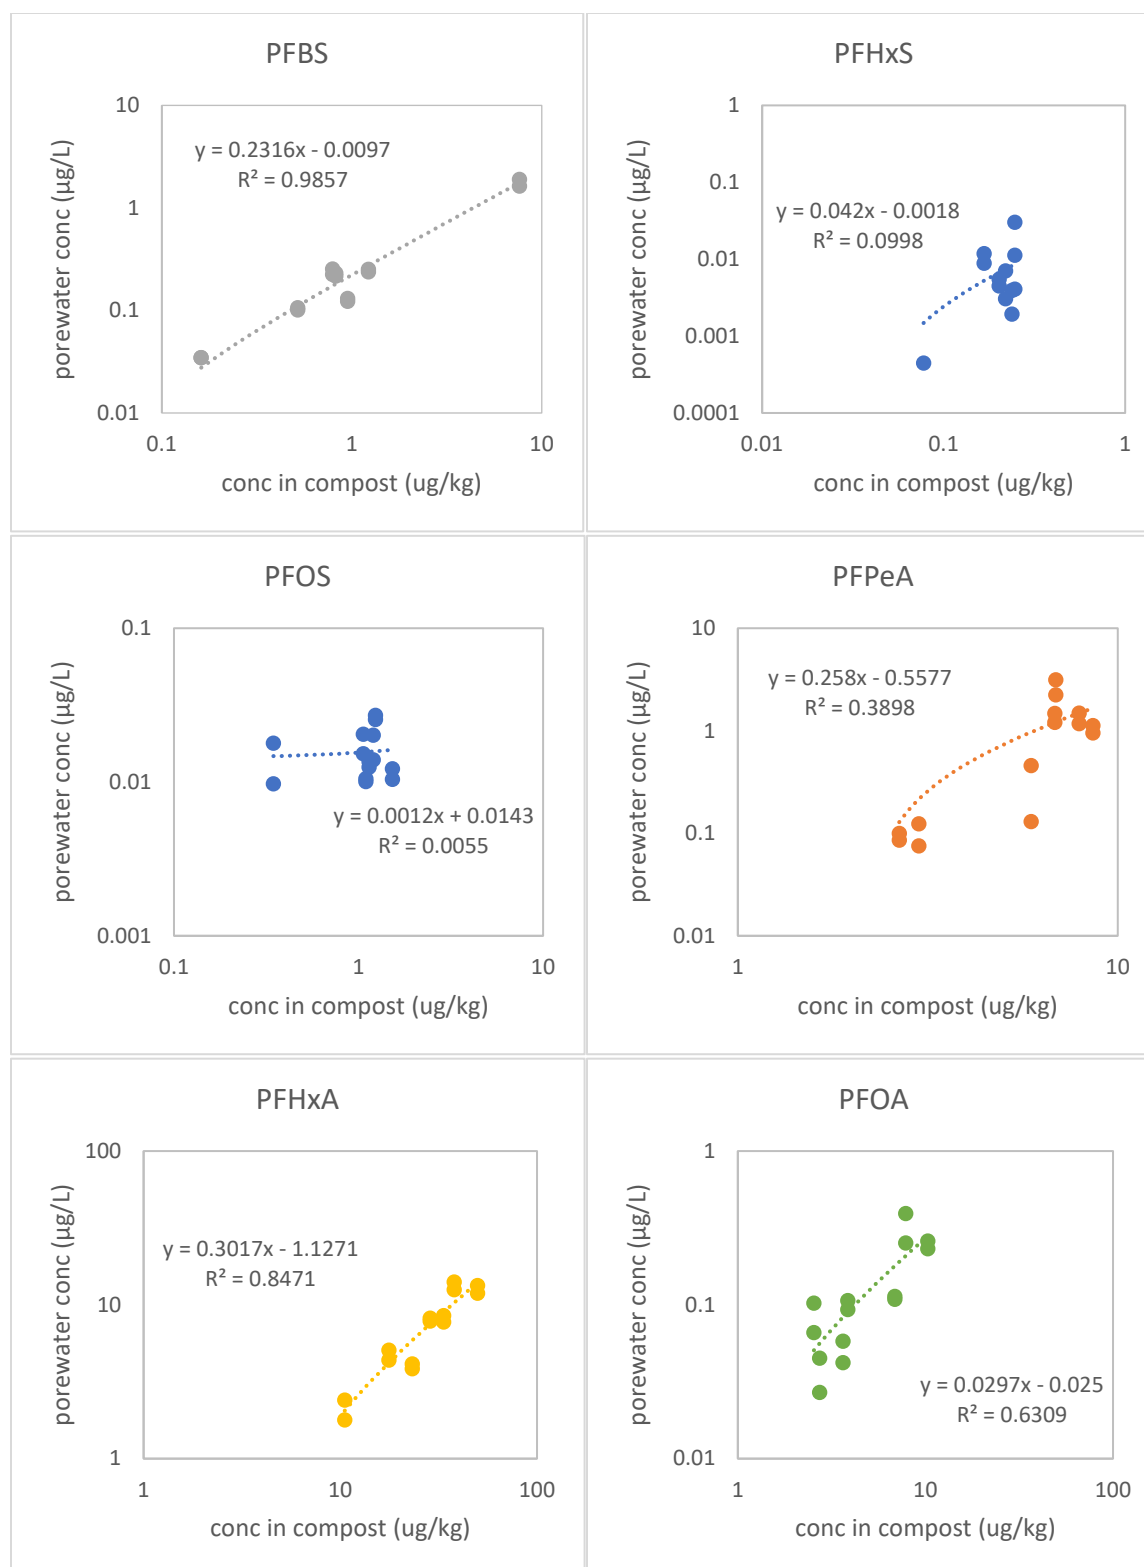 PFBS
porewater conc (µg/L)
10
1
0.1
0.01
y = 0.2316x - 0.0097
R² = 0.9857
0.1
1
10
conc in compost (ug/kg)
PFHxS
porewater conc (µg/L)
1
0.1
0.01
0.001
0.0001
y = 0.042x - 0.0018
R² = 0.0998
0.01
0.1
1
conc in compost (ug/kg)
PFOS
porewater conc (µg/L)
0.1
0.01
0.001
y = 0.0012x + 0.0143
R² = 0.0055
0.1
1
10
conc in compost (ug/kg)
PFPeA
porewater conc (µg/L)
10
1
0.1
0.01
y = 0.258x - 0.5577
R² = 0.3898
1
10
conc in compost (ug/kg)
PFHxA
porewater conc (µg/L)
100
10
1
y = 0.3017x - 1.1271
R² = 0.8471
1
10
100
conc in compost (ug/kg)
PFOA
porewater conc (µg/L)
1
0.1
0.01
y = 0.0297x - 0.025
R² = 0.6309
1
10
100
conc in compost (ug/kg)